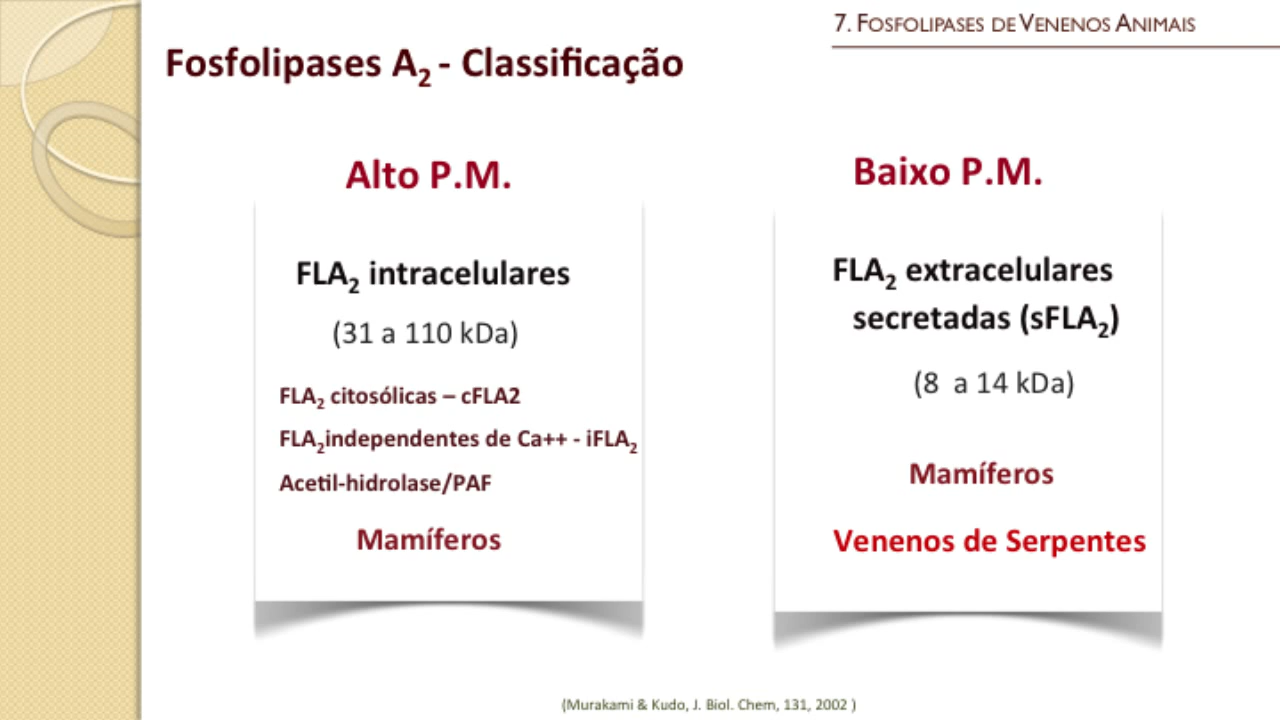 7. Fosfolipases de Venenos Animais
Fosfolipases A2 - Classificação
Alto P.M.
FLA2 intracelulares
(31 a 110 kDa)
FLA2 citosólicas – cFLA2
FLA2independentes de Ca++ - iFLA2
Acetil-hidrolase/PAF
Mamíferos
Baixo P.M.
FLA2 extracelulares
secretadas (sFLA2)
(8 a 14 kDa)
Mamíferos
Venenos de Serpentes
(Murakami & Kudo, J. Biol. Chem, 131, 2002 )